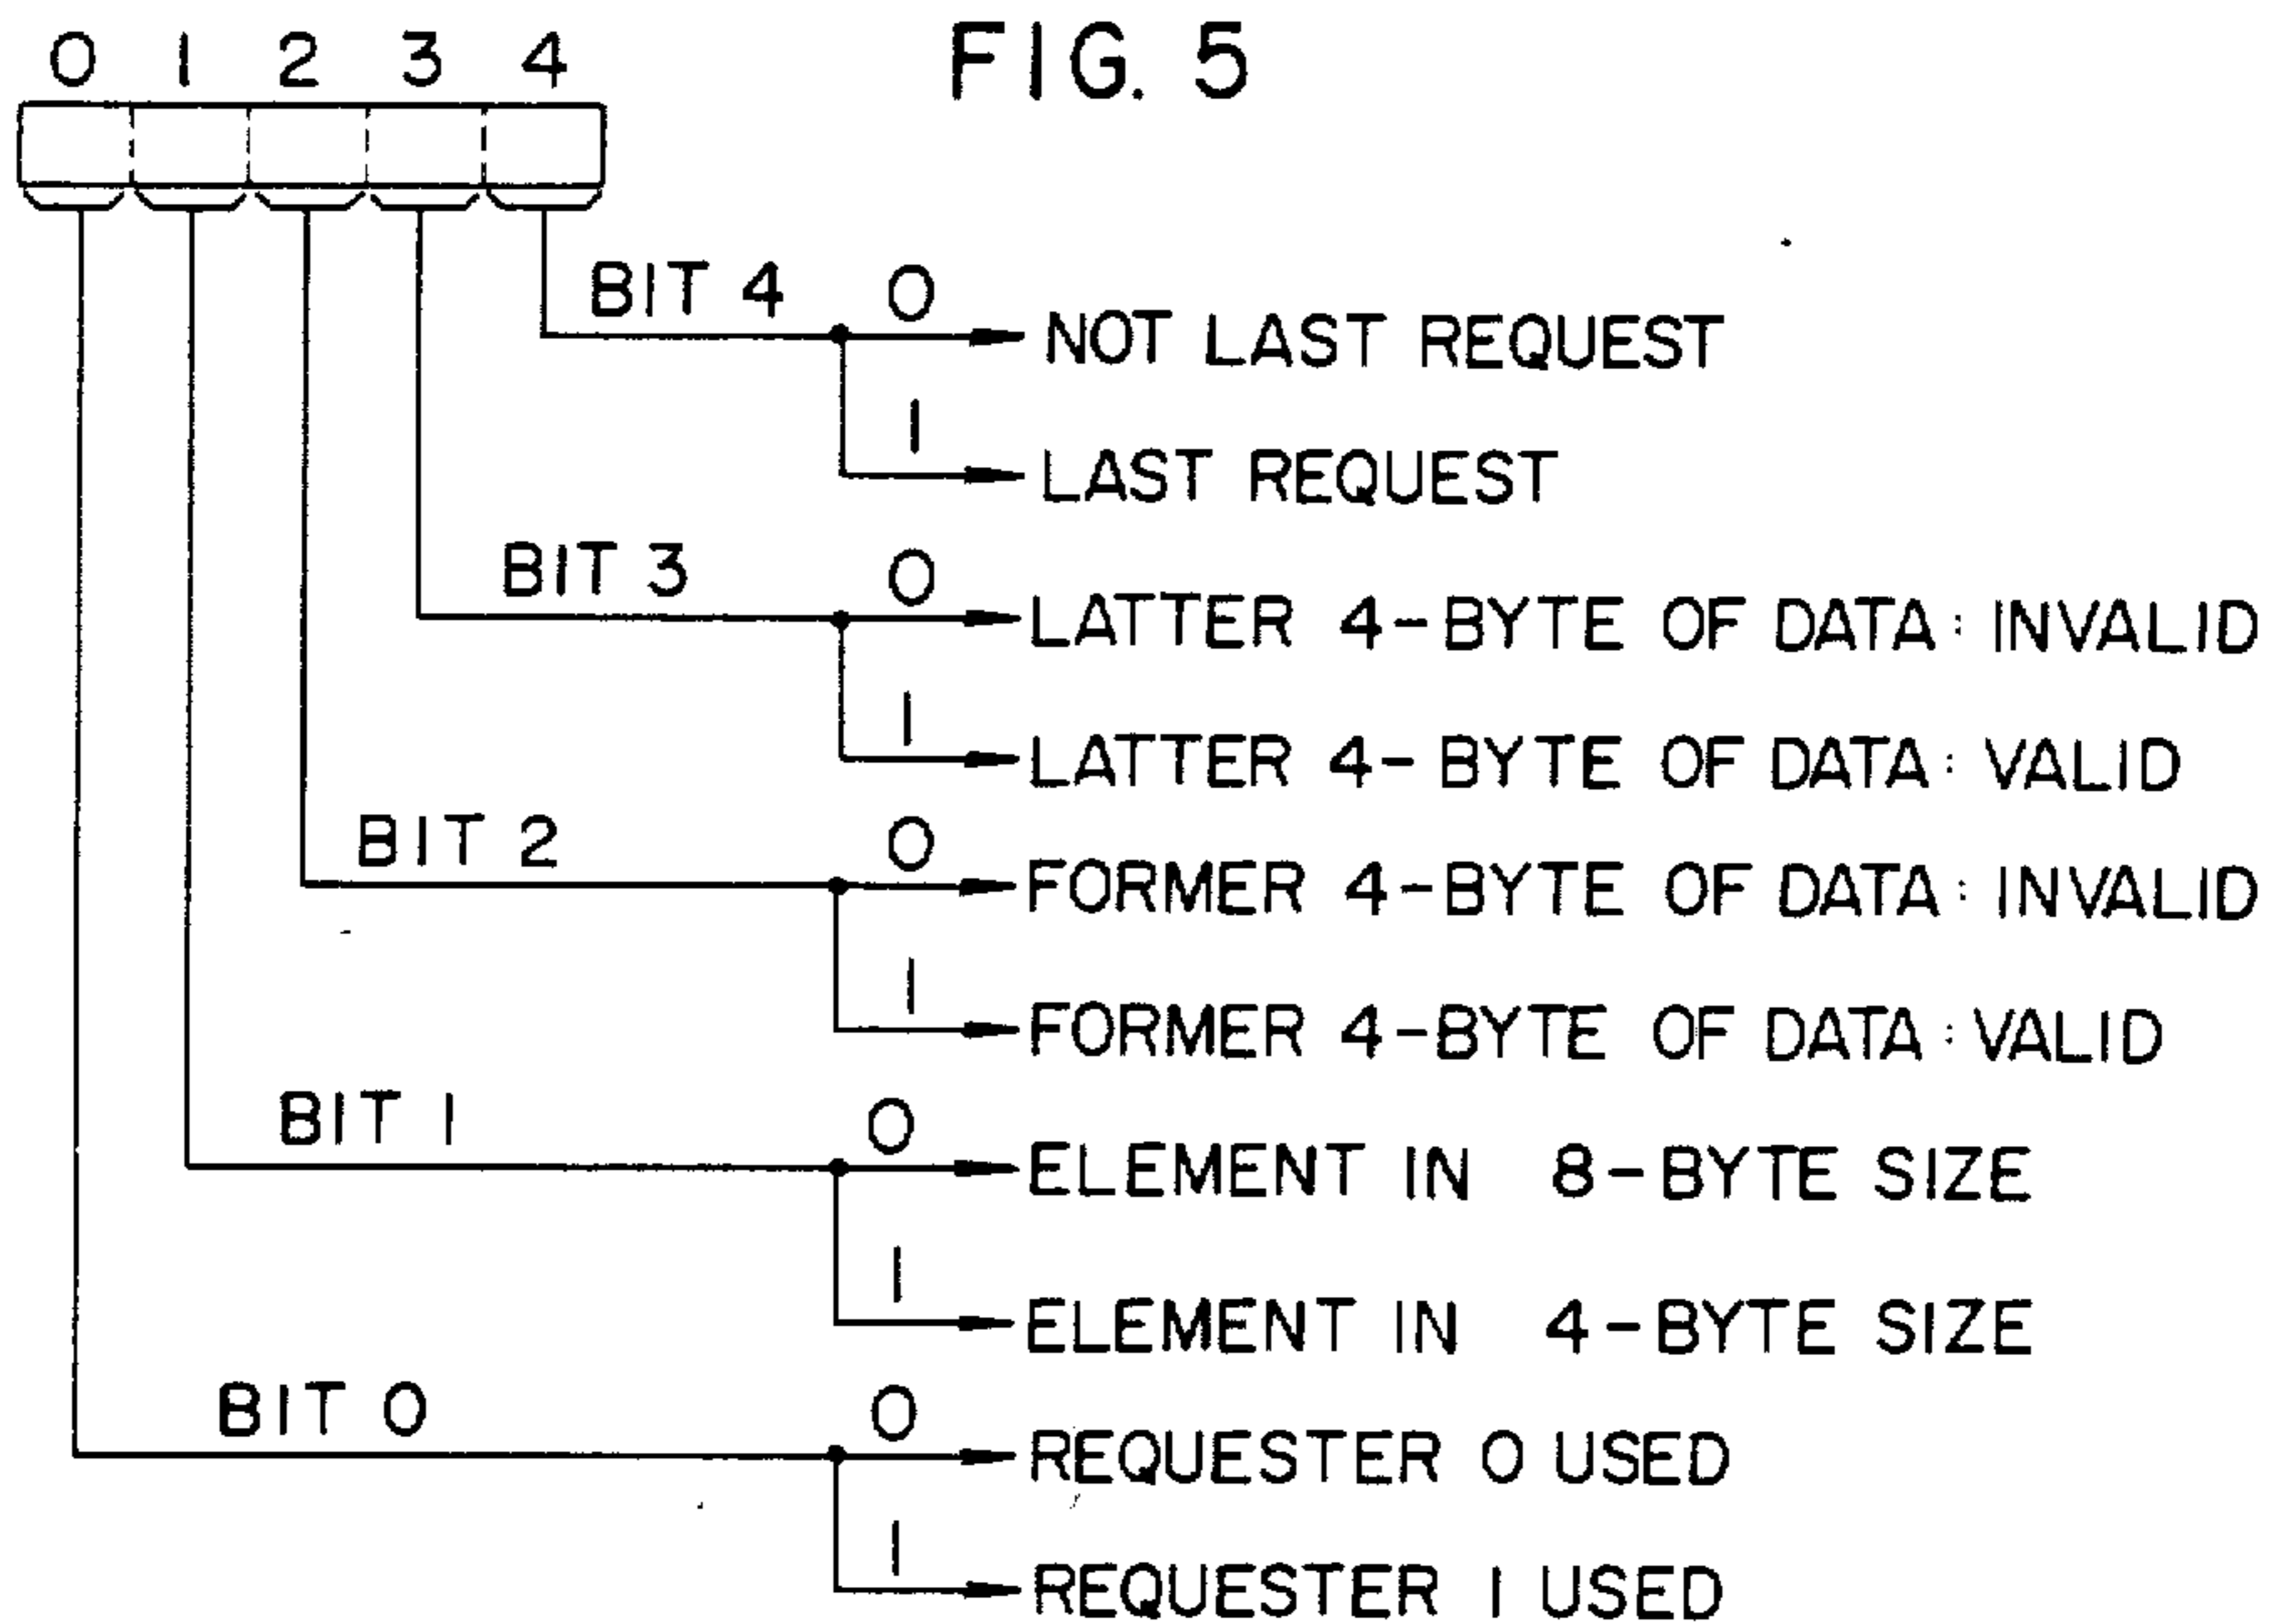 FIG. 5
0 1 2 3 4
BIT 4 0
NOT LAST REQUEST
1
LAST REQUEST
BIT 3 0
LATTER 4-BYTE OF DATA: INVALID
1
LATTER 4-BYTE OF DATA: VALID
BIT 2 0
FORMER 4-BYTE OF DATA: INVALID
1
FORMER 4-BYTE OF DATA: VALID
BIT 1 0
ELEMENT IN 8-BYTE SIZE
1
ELEMENT IN 4-BYTE SIZE
BIT 0 0
REQUESTER 0 USED
1
REQUESTER 1 USED